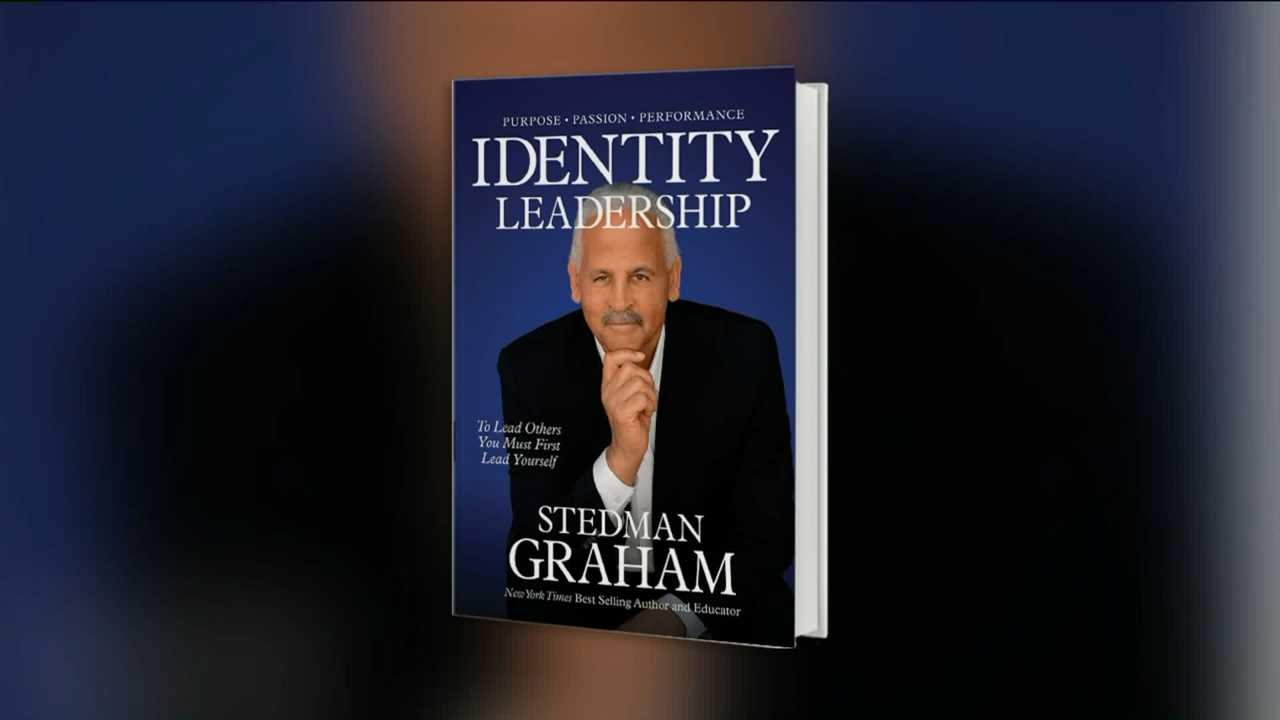 PURPOSE • PASSION • PERFORMANCE
IDENTITY
LEADERSHIP
To Lead Others
You Must First
Lead Yourself
STEDMAN
GRAHAM
New York Times Best Selling Author and Educator